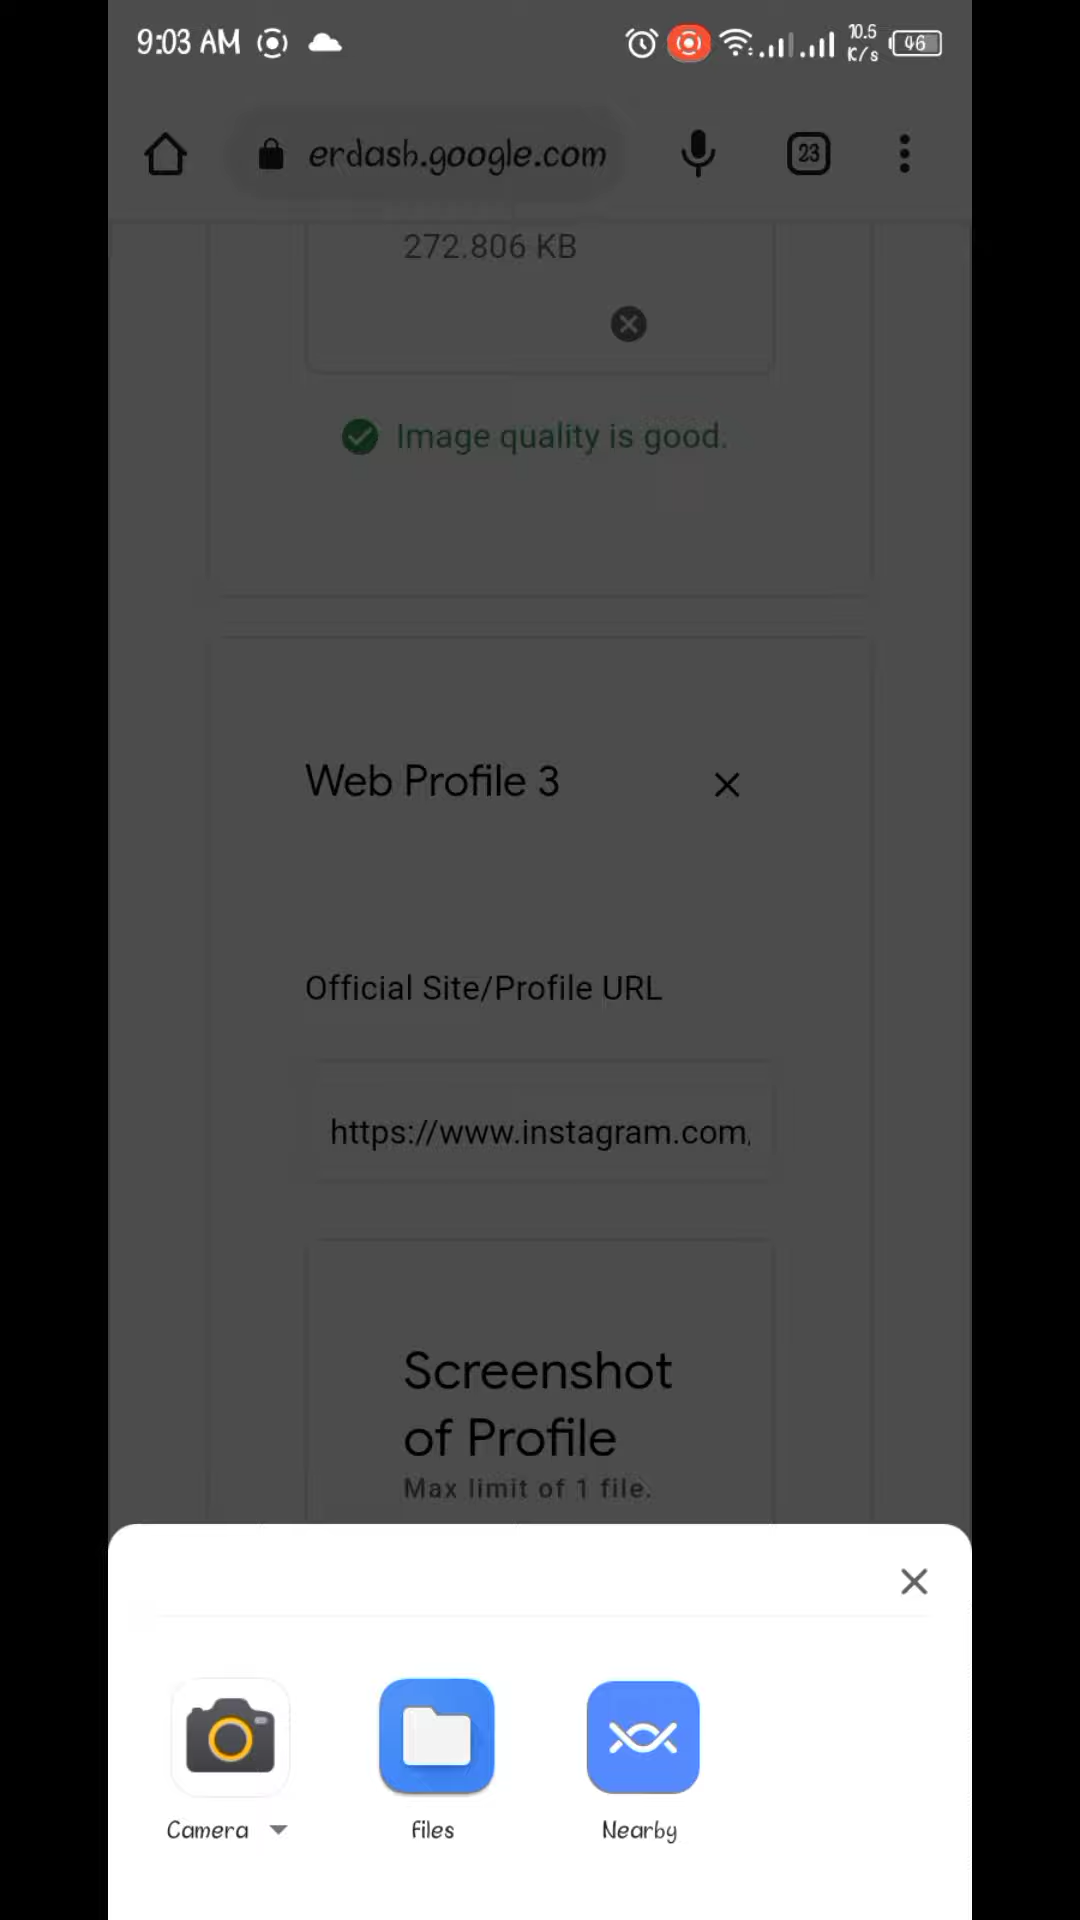 9:03 AM
10.5
K/s
46
erdash.google.com
23
272.806 KB
Image quality is good.
Web Profile 3
Official Site/Profile URL
https://www.instagram.com,
Screenshot
of Profile
Max limit of 1 file.
Camera
Files
Nearby